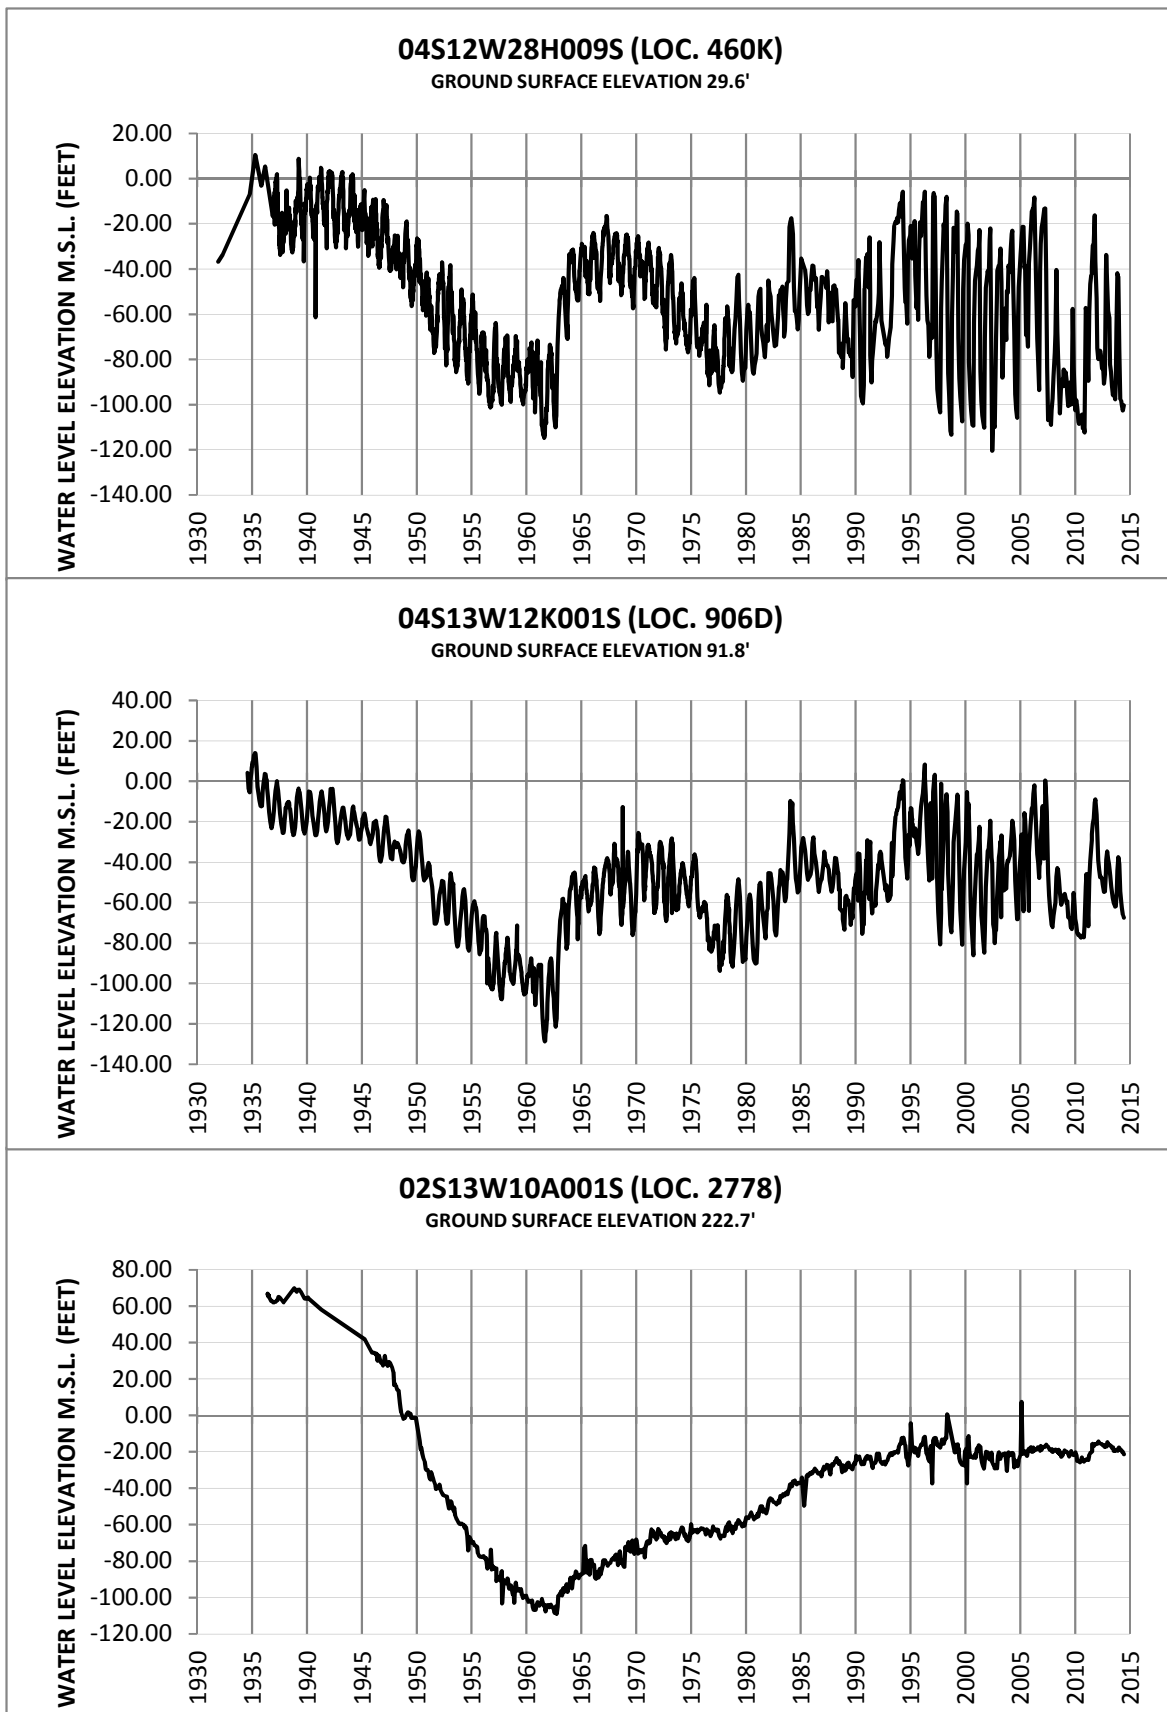 04S12W28H009S (LOC. 460K)
GROUND SURFACE ELEVATION 29.6'
WATER LEVEL ELEVATION M.S.L. (FEET)
20.00
0.00
-20.00
-40.00
-60.00
-80.00
-100.00
-120.00
-140.00
1930 1935 1940 1945 1950 1955 1960 1965 1970 1975 1980 1985 1990 1995 2000 2005 2010 2015
04S13W12K001S (LOC. 906D)
GROUND SURFACE ELEVATION 91.8'
WATER LEVEL ELEVATION M.S.L. (FEET)
40.00
20.00
0.00
-20.00
-40.00
-60.00
-80.00
-100.00
-120.00
-140.00
1930 1935 1940 1945 1950 1955 1960 1965 1970 1975 1980 1985 1990 1995 2000 2005 2010 2015
02S13W10A001S (LOC. 2778)
GROUND SURFACE ELEVATION 222.7'
WATER LEVEL ELEVATION M.S.L. (FEET)
80.00
60.00
40.00
20.00
0.00
-20.00
-40.00
-60.00
-80.00
-100.00
-120.00
1930 1935 1940 1945 1950 1955 1960 1965 1970 1975 1980 1985 1990 1995 2000 2005 2010 2015